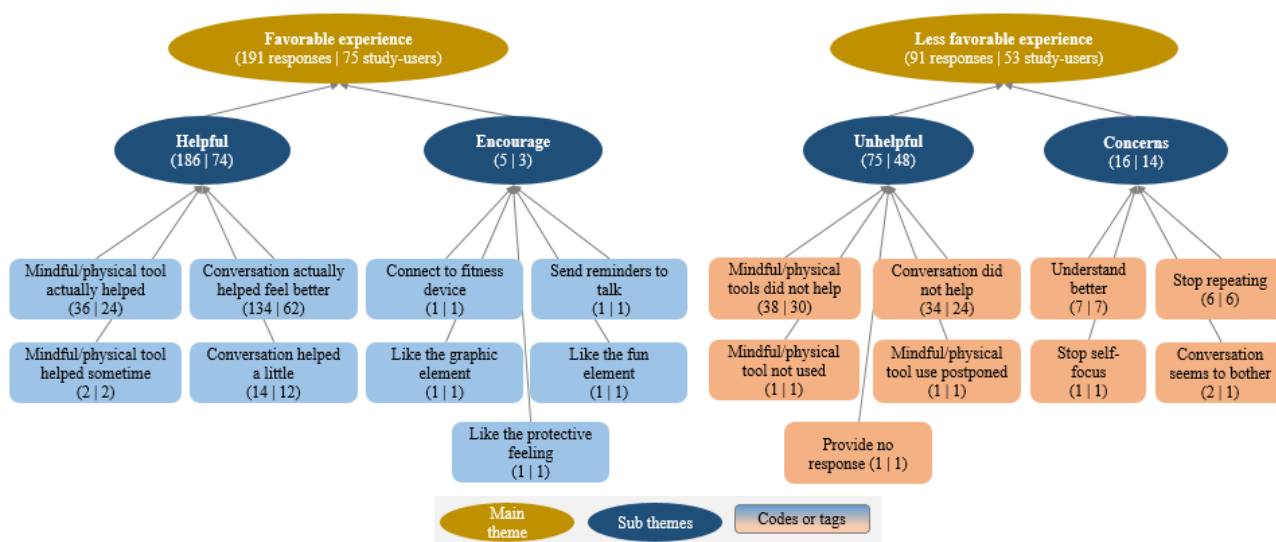 Favorable experience
(191 responses | 75 study-users)
Less favorable experience
(91 responses | 53 study-users)
Helpful
(186 | 74)
Encourage
(5 | 3)
Unhelpful
(75 | 48)
Concerns
(16 | 14)
Mindful/physical tool
actually helped
(36 | 24)
Conversation actually
helped feel better
(134 | 62)
Connect to fitness
device
(1 | 1)
Send reminders to
talk
(1 | 1)
Mindful/physical
tools did not help
(38 | 30)
Conversation did
not help
(34 | 24)
Understand
better
(7 | 7)
Stop repeating
(6 | 6)
Mindful/physical tool
helped sometime
(2 | 2)
Conversation helped
a little
(14 | 12)
Like the graphic
element
(1 | 1)
Like the fun
element
(1 | 1)
Mindful/physical
tool not used
(1 | 1)
Mindful/physical
tool use postponed
(1 | 1)
Stop self-
focus
(1 | 1)
Conversation
seems to bother
(2 | 1)
Like the protective
feeling
(1 | 1)
Provide no
response (1 | 1)
Main
theme
Sub themes
Codes or tags